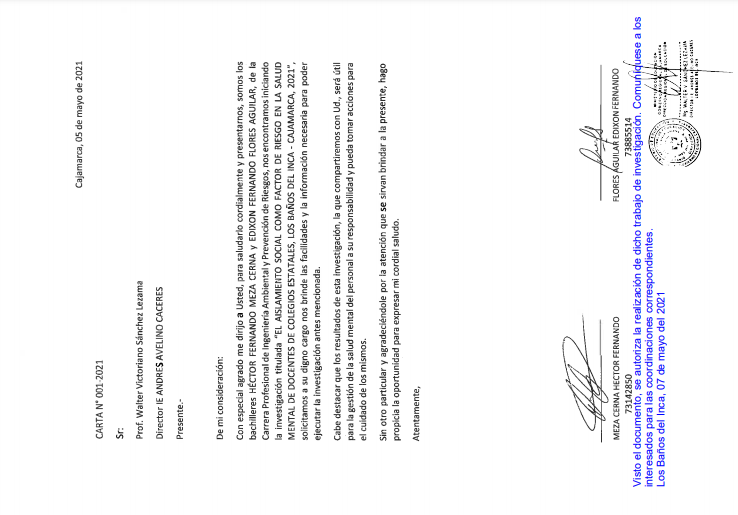 Cajamarca, 05 de mayo de 2021
CARTA N° 001-2021
Sr:
Prof. Walter Victoriano Sánchez Lezama
Director IE ANDRES AVELINO CACERES
Presente.-
De mi consideración:
Con especial agrado me dirijo a Usted, para saludarlo cordialmente y presentarnos, somos los
bachilleres HÉCTOR FERNANDO MEZA CERNA y EDIXON FERNANDO FLORES AGUILAR, de la
Carrera Profesional de Ingeniería Ambiental y Prevención de Riesgos, nos encontramos iniciando
la investigación titulada "EL AISLAMIENTO SOCIAL COMO FACTOR DE RIESGO EN LA SALUD
MENTAL DE DOCENTES DE COLEGIOS ESTATALES, LOS BAÑOS DEL INCA - CAJAMARCA, 2021",
solicitamos a su digno cargo nos brinde las facilidades y la información necesaria para poder
ejecutar la investigación antes mencionada.
Cabe destacar que los resultados de esta investigación, la que compartiremos con Ud., será útil
para la gestión de la salud mental del personal a su responsabilidad y pueda tomar acciones para
el cuidado de los mismos.
Sin otro particular y agradeciéndole por la atención que se sirvan brindar a la presente, hago
propicia la oportunidad para expresar mi cordial saludo.
Atentamente,
MEZA CERNA HECTOR FERNANDO
73142850
FLORES AGUILAR EDIXON FERNANDO
73885514
Visto el documento, se autoriza la realización de dicho trabajo de investigación. Comuníquese a los
interesados para las coordinaciones correspondientes.
Los Baños del Inca, 07 de mayo del 2021